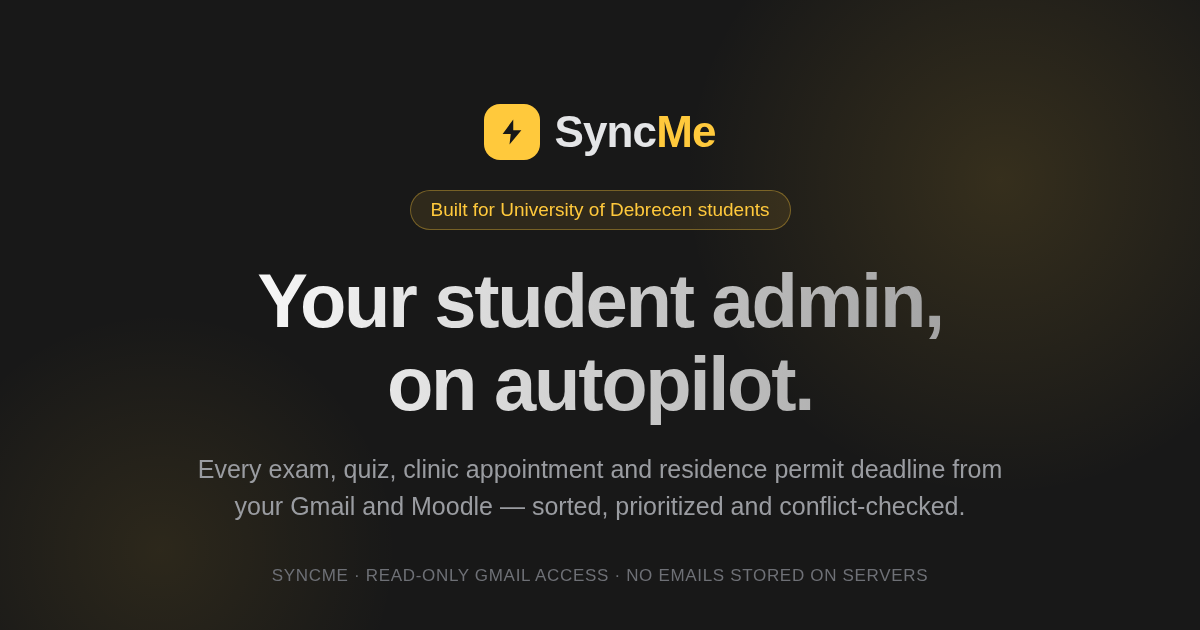 SyncMe
Built for University of Debrecen students
Your student admin,
on autopilot.
Every exam, quiz, clinic appointment and residence permit deadline from
your Gmail and Moodle — sorted, prioritized and conflict-checked.
SYNCME · READ-ONLY GMAIL ACCESS · NO EMAILS STORED ON SERVERS